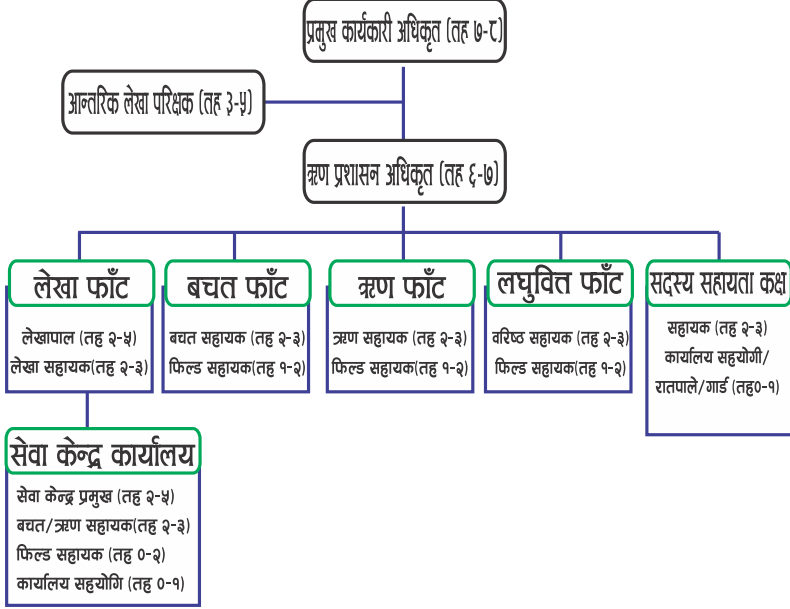 प्रमुख कार्यकारी अधिकृत (तह ७-८)
आन्तरिक लेखा परिक्षक (तह ३-५)
ऋण प्रशासन अधिकृत (तह ६-७)
लेखा फाँट
लेखापाल (तह २-५)
लेखा सहायक(तह २-३)
बचत फाँट
बचत सहायक (तह २-३)
फिल्ड सहायक(तह १-२)
ऋण फाँट
ऋण सहायक (तह २-३)
फिल्ड सहायक(तह १-२)
लघुवित्त फाँट
वरिष्ठ सहायक (तह २-३)
फिल्ड सहायक(तह १-२)
सदस्य सहायता कक्ष
सहायक (तह २-३)
कार्यालय सहयोगी/
रातपाले/गार्ड (तह०-१)
सेवा केन्द्र कार्यालय
सेवा केन्द्र प्रमुख (तह २-५)
बचत/ऋण सहायक(तह २-३)
फिल्ड सहायक (तह ०-२)
कार्यालय सहयोगि (तह ०-१)